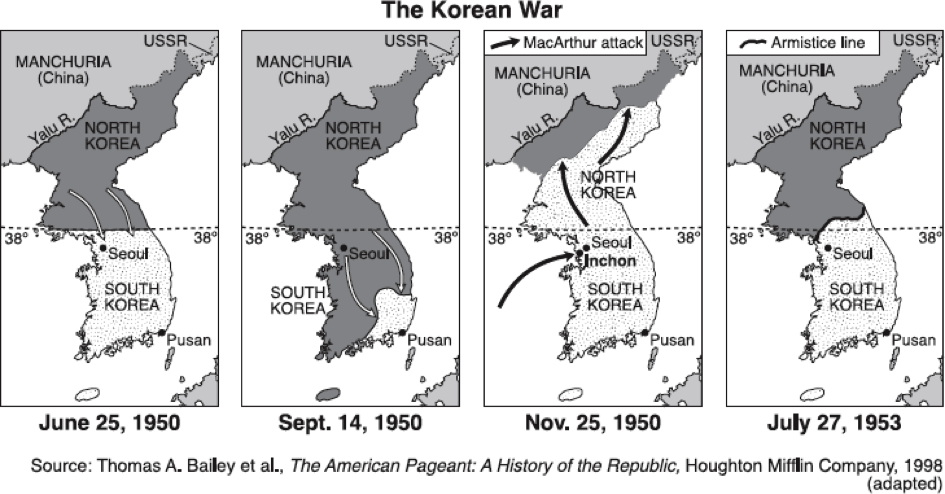 The Korean War
USSR
MANCHURIA
(China)
Yalu R.
NORTH
KOREA
38°
38°
Seoul
SOUTH
KOREA
Pusan
June 25, 1950
USSR
MANCHURIA
(China)
Yalu R.
NORTH
KOREA
38°
38°
Seoul
SOUTH
KOREA
Pusan
Sept. 14, 1950
MacArthur attack
USSR
MANCHURIA
(China)
Yalu R.
NORTH
KOREA
38°
38°
Seoul
Inchon
SOUTH
KOREA
Pusan
Nov. 25, 1950
Armistice line
USSR
MANCHURIA
(China)
Yalu R.
NORTH
KOREA
38°
38°
Seoul
SOUTH
KOREA
Pusan
July 27, 1953
Source: Thomas A. Bailey et al., The American Pageant: A History of the Republic, Houghton Mifflin Company, 1998
(adapted)